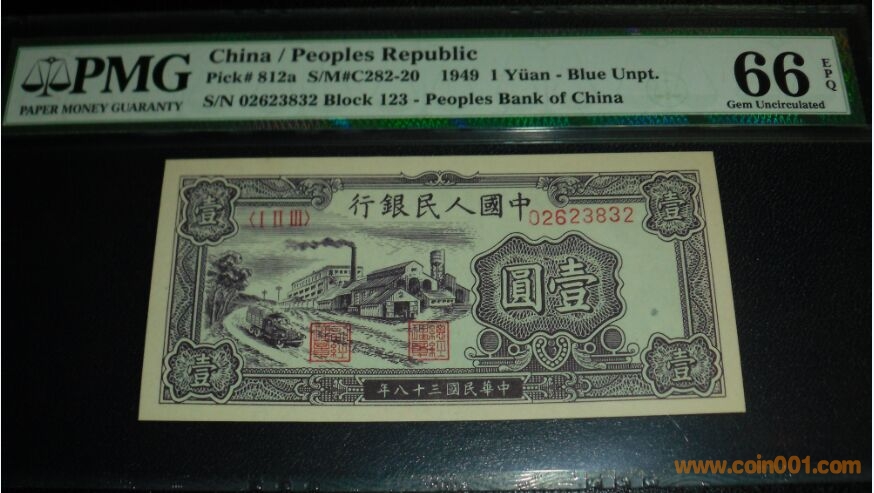 PMG
PAPER MONEY GUARANTY
China / Peoples Republic
Pick# 812a S/M#C282-20 1949 1 Yüan - Blue Unpt.
S/N 02623832 Block 123 - Peoples Bank of China
66
EPQ
Gem Uncirculated
中國人民銀行
〈I II III〉
02623832
壹
壹
壹圓
壹
壹
中華民國三十八年
www.coin001.com